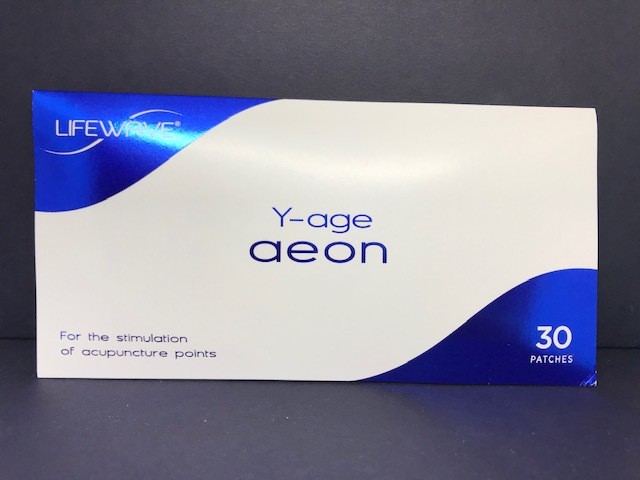 LIFEWAVE®
Y-age
aeon
For the stimulation
of acupuncture points
30
PATCHES